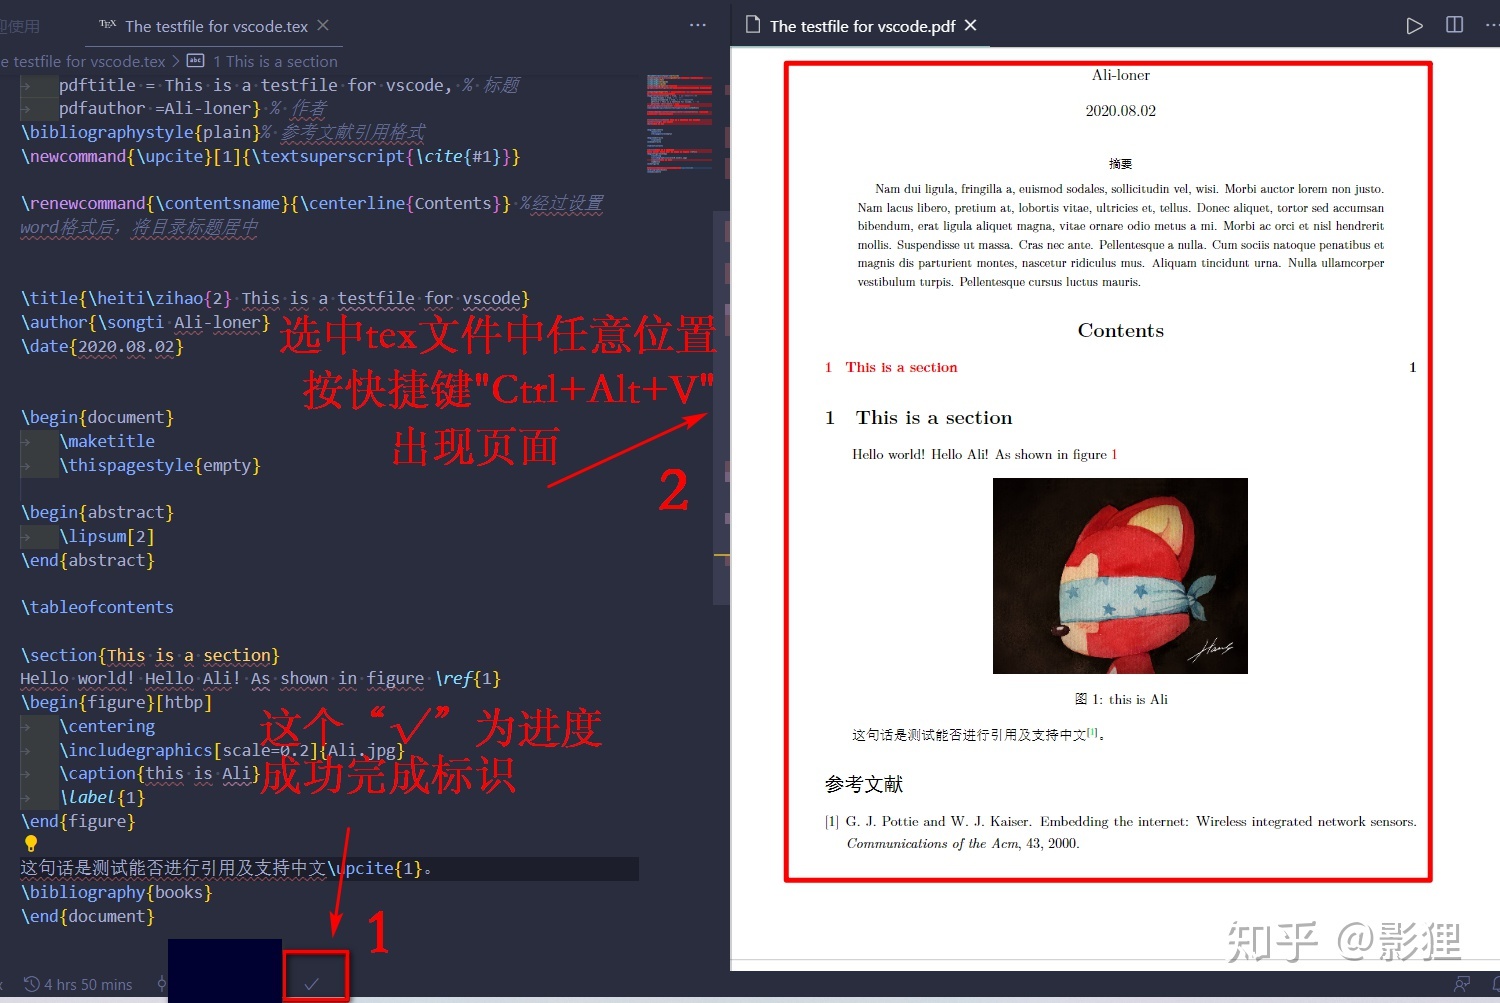 迎使用
TEX The testfile for vscode.tex ×
e testfile for vscode.tex > abc 1 This is a section
pdftitle = This is a testfile for vscode, % 标题
pdfauthor =Ali-loner} % 作者
\bibliographystyle{plain}% 参考文献引用格式
\newcommand{\upcite}[1]{\textsuperscript{\cite{#1}}}
\renewcommand{\contentsname}{\centerline{Contents}} %经过设置
word格式后，将目录标题居中
\title{\heiti\zihao{2} This is a testfile for vscode}
\author{\songti Ali-loner}
\date{2020.08.02}
\begin{document}
\maketitle
\thispagestyle{empty}
\begin{abstract}
\lipsum[2]
\end{abstract}
\tableofcontents
\section{This is a section}
Hello world! Hello Ali! As shown in figure \ref{1}
\begin{figure}[htbp]
\centering
\includegraphics[scale=0.2]{Ali.jpg}
\caption{this is Ali}
\label{1}
\end{figure}
这句话是测试能否进行引用及支持中文\upcite{1}。
\bibliography{books}
\end{document}
选中tex文件中任意位置
按快捷键"Ctrl+Alt+V"
出现页面
2
这个“√”为进度
成功完成标识
1
4 hrs 50 mins
The testfile for vscode.pdf ×
Ali-loner
2020.08.02
摘要
Nam dui ligula, fringilla a, euismod sodales, sollicitudin vel, wisi. Morbi auctor lorem non justo.
Nam lacus libero, pretium at, lobortis vitae, ultricies et, tellus. Donec aliquet, tortor sed accumsan
bibendum, erat ligula aliquet magna, vitae ornare odio metus a mi. Morbi ac orci et nisl hendrerit
mollis. Suspendisse ut massa. Cras nec ante. Pellentesque a nulla. Cum sociis natoque penatibus et
magnis dis parturient montes, nascetur ridiculus mus. Aliquam tincidunt urna. Nulla ullamcorper
vestibulum turpis. Pellentesque cursus luctus mauris.
Contents
1 This is a section 1
1 This is a section
Hello world! Hello Ali! As shown in figure 1
Hans
图 1: this is Ali
这句话是测试能否进行引用及支持中文[1]。
参考文献
[1] G. J. Pottie and W. J. Kaiser. Embedding the internet: Wireless integrated network sensors.
Communications of the Acm, 43, 2000.
知乎 @影狸